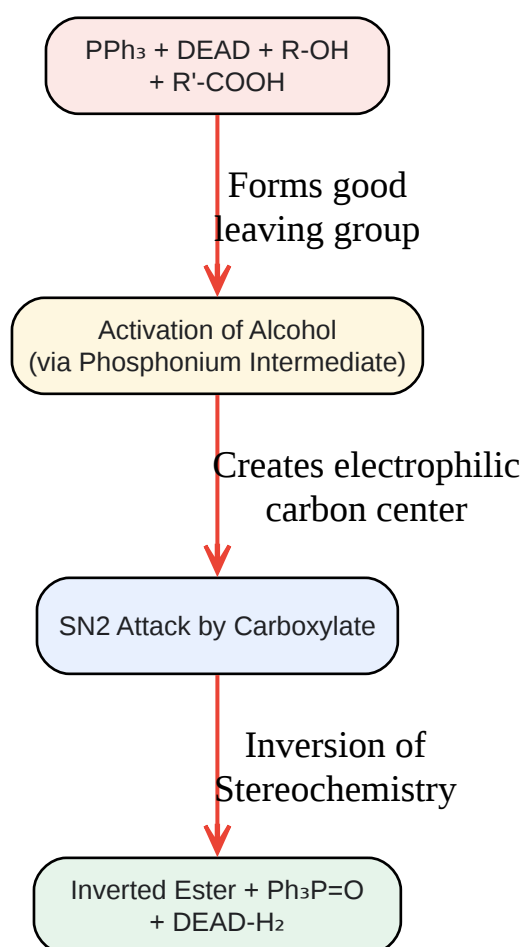 PPh₃ + DEAD + R-OH
+ R'-COOH
Forms good
leaving group
Activation of Alcohol
(via Phosphonium Intermediate)
Creates electrophilic
carbon center
SN2 Attack by Carboxylate
Inversion of
Stereochemistry
Inverted Ester + Ph₃P=O
+ DEAD-H₂